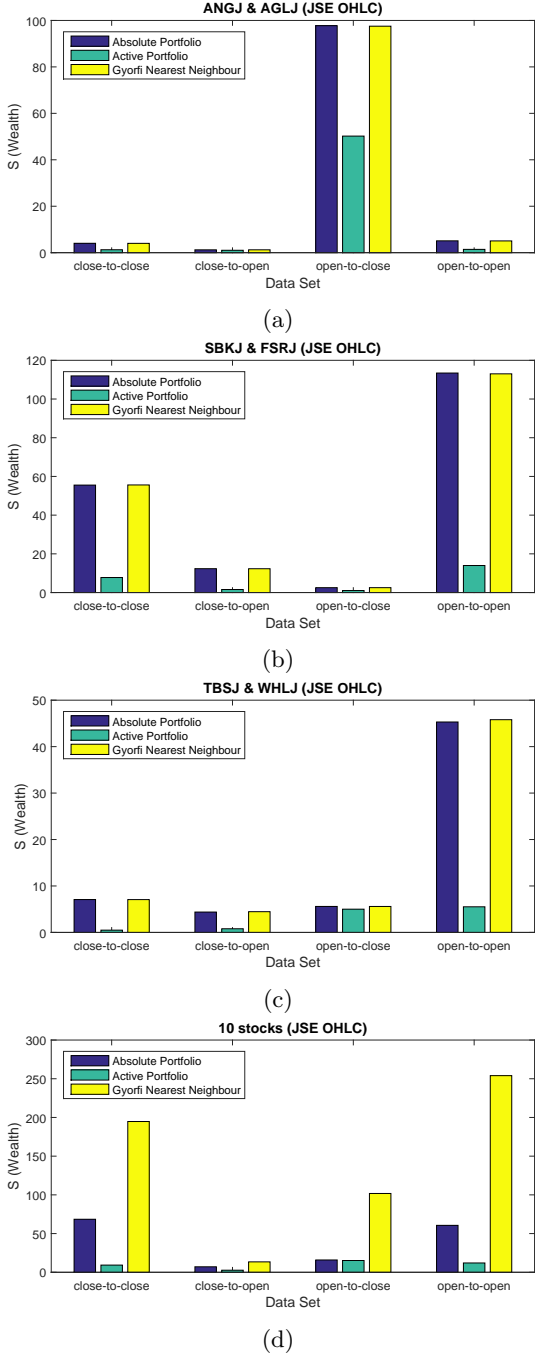 ANGJ & AGLJ (JSE OHLC)
100
80
60
40
20
0
S (Wealth)
Absolute Portfolio
Active Portfolio
Gyorfi Nearest Neighbour
close-to-close close-to-open open-to-close open-to-open
Data Set
(a)
SBKJ & FSRJ (JSE OHLC)
120
100
80
60
40
20
0
S (Wealth)
Absolute Portfolio
Active Portfolio
Gyorfi Nearest Neighbour
close-to-close close-to-open open-to-close open-to-open
Data Set
(b)
TBSJ & WHLJ (JSE OHLC)
50
40
30
20
10
0
S (Wealth)
Absolute Portfolio
Active Portfolio
Gyorfi Nearest Neighbour
close-to-close close-to-open open-to-close open-to-open
Data Set
(c)
10 stocks (JSE OHLC)
300
250
200
150
100
50
0
S (Wealth)
Absolute Portfolio
Active Portfolio
Gyorfi Nearest Neighbour
close-to-close close-to-open open-to-close open-to-open
Data Set
(d)